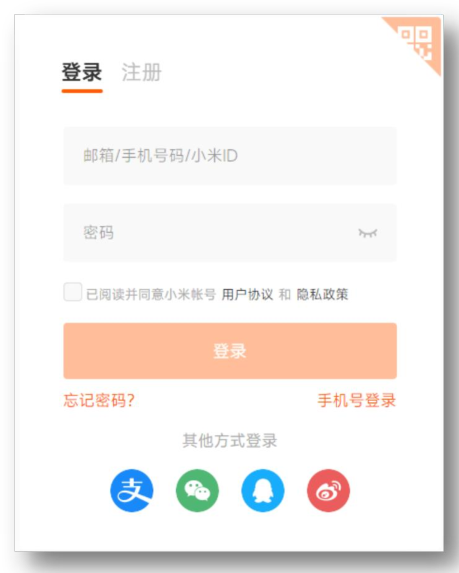 登录 注册
邮箱/手机号码/小米ID
密码
已阅读并同意小米帐号 用户协议 和 隐私政策
登录
忘记密码? 手机号登录
其他方式登录
支